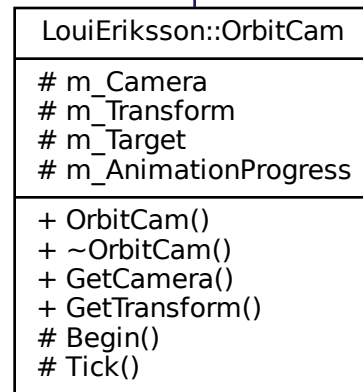 LouiEriksson::OrbitCam
# m_Camera
# m_Transform
# m_Target
# m_AnimationProgress
+ OrbitCam()
+ ~OrbitCam()
+ GetCamera()
+ GetTransform()
# Begin()
# Tick()